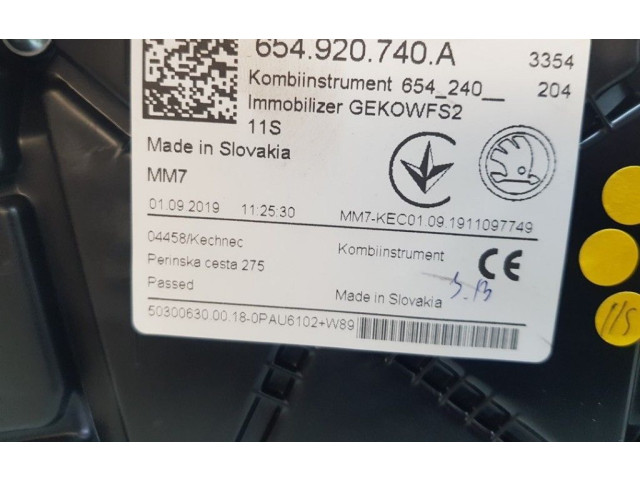 654.920.740.A 3354
Kombiinstrument 654_240__ 204
Immobilizer GEKOWFS2
11S
Made in Slovakia
MM7
01.09.2019 11:25:30 MM7-KEC01.09.1911097749
04458/Kechnec Kombiinstrument CE
Perinska cesta 275
Passed Made in Slovakia
50300630.00.18-0PAU6102+W89
11S